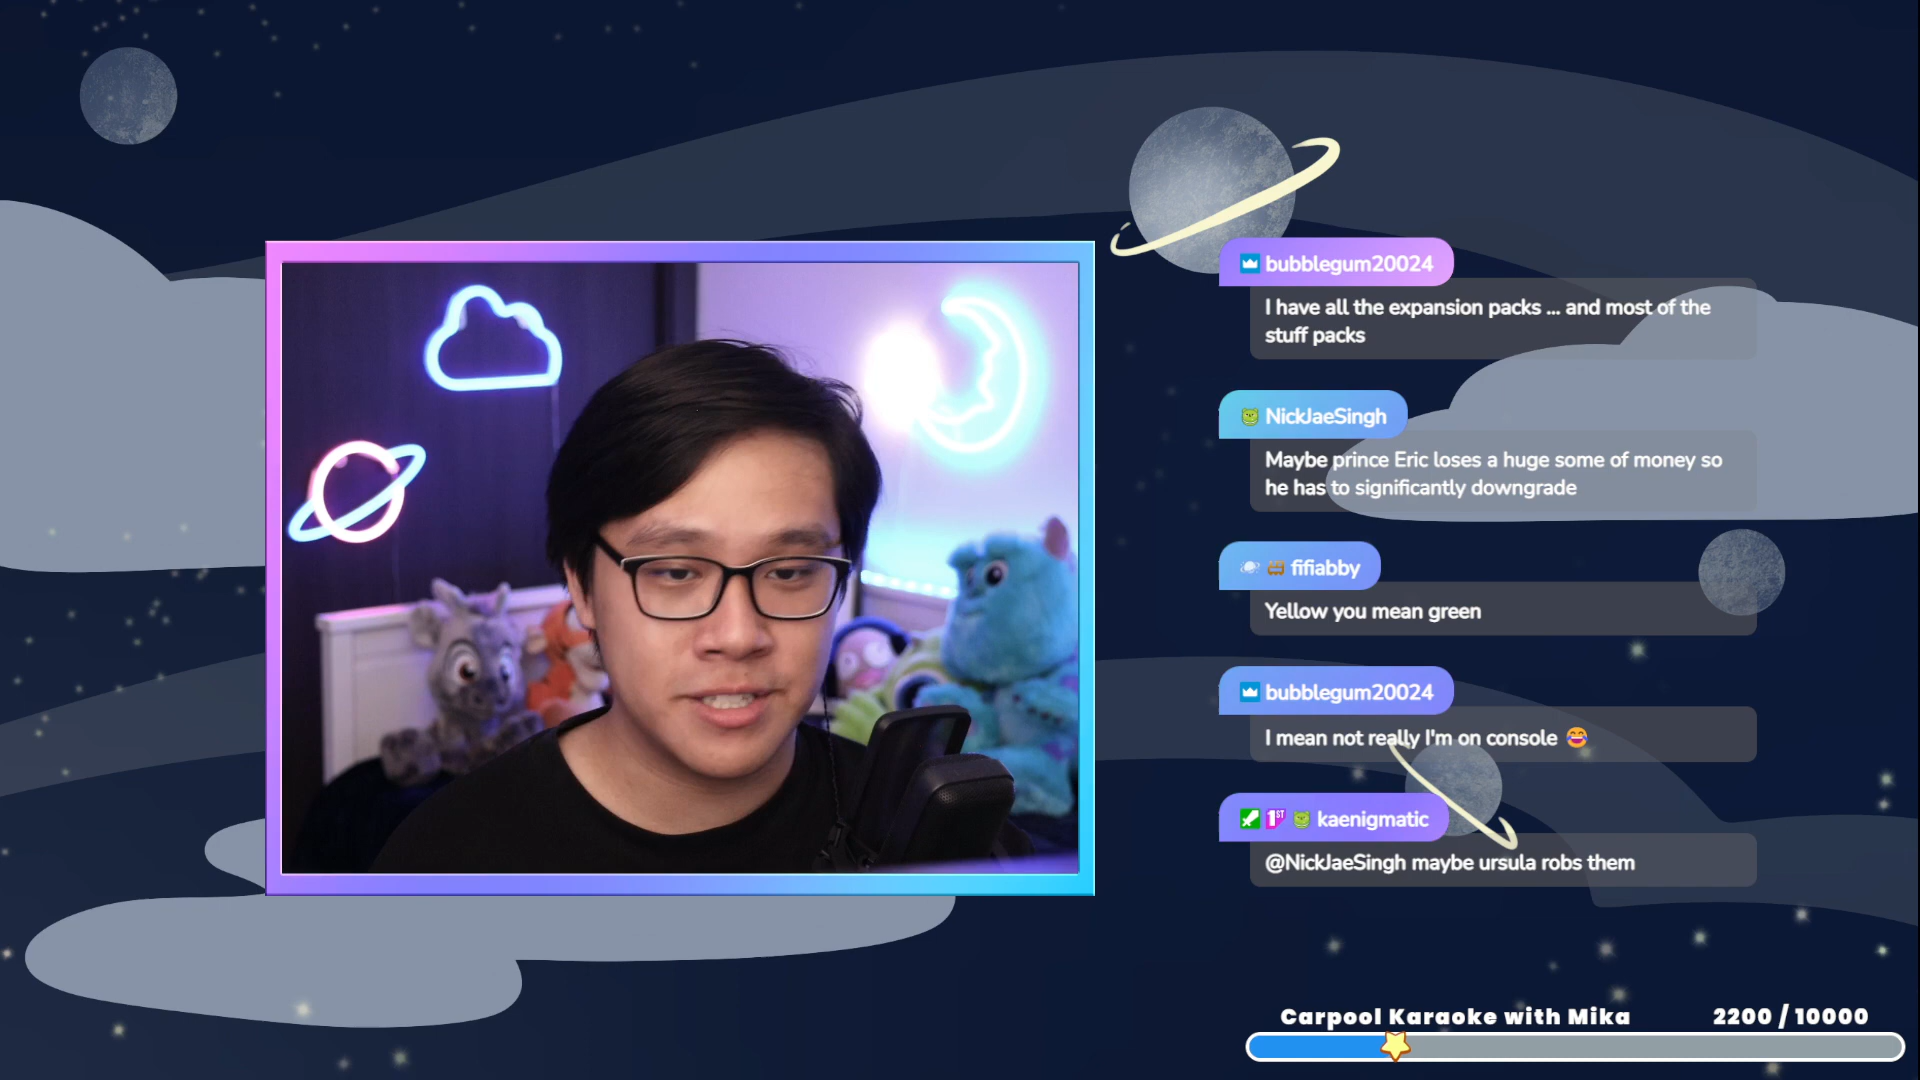 bubblegum20024
I have all the expansion packs ... and most of the
stuff packs
NickJaeSingh
Maybe prince Eric loses a huge some of money so
he has to significantly downgrade
fifiabby
Yellow you mean green
bubblegum20024
I mean not really I'm on console 😂
1ST kaenigmatic
@NickJaeSingh maybe ursula robs them
Carpool Karaoke with Mika 2200 / 10000